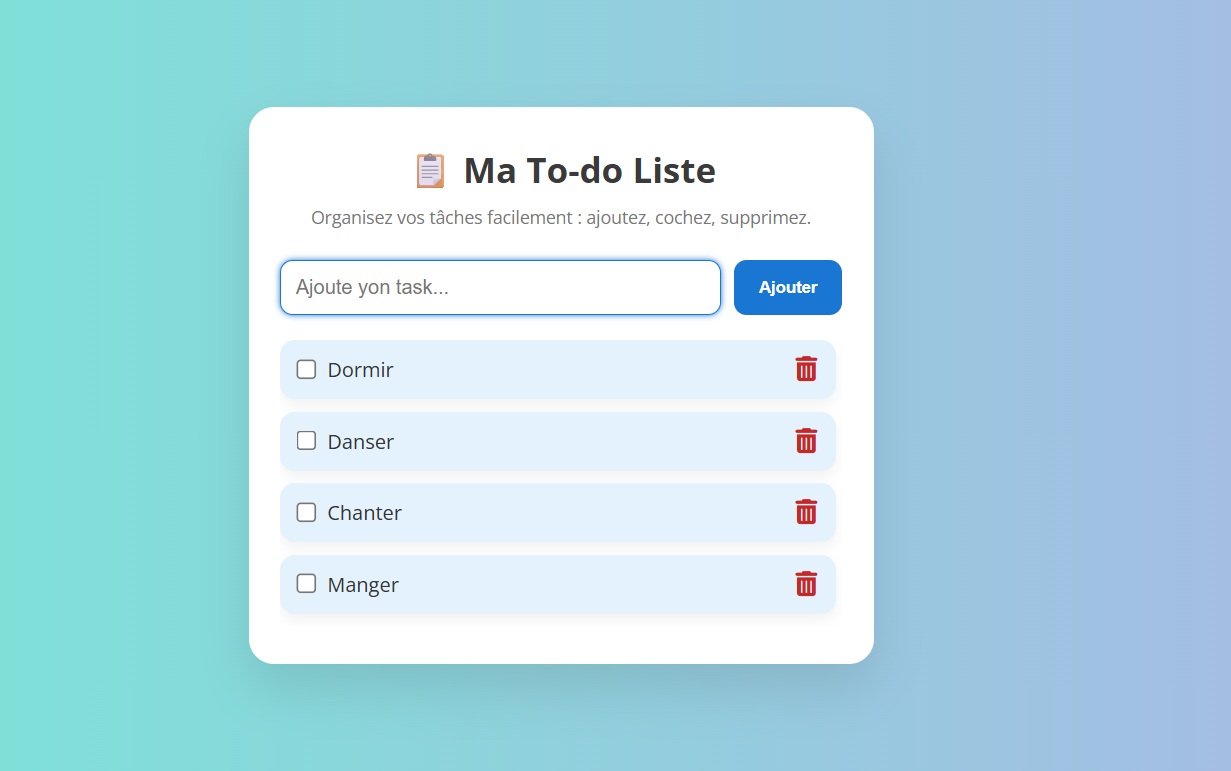 Ma To-do Liste
Organisez vos tâches facilement : ajoutez, cochez, supprimez.
Ajoute yon task...
Ajouter
Dormir
Danser
Chanter
Manger